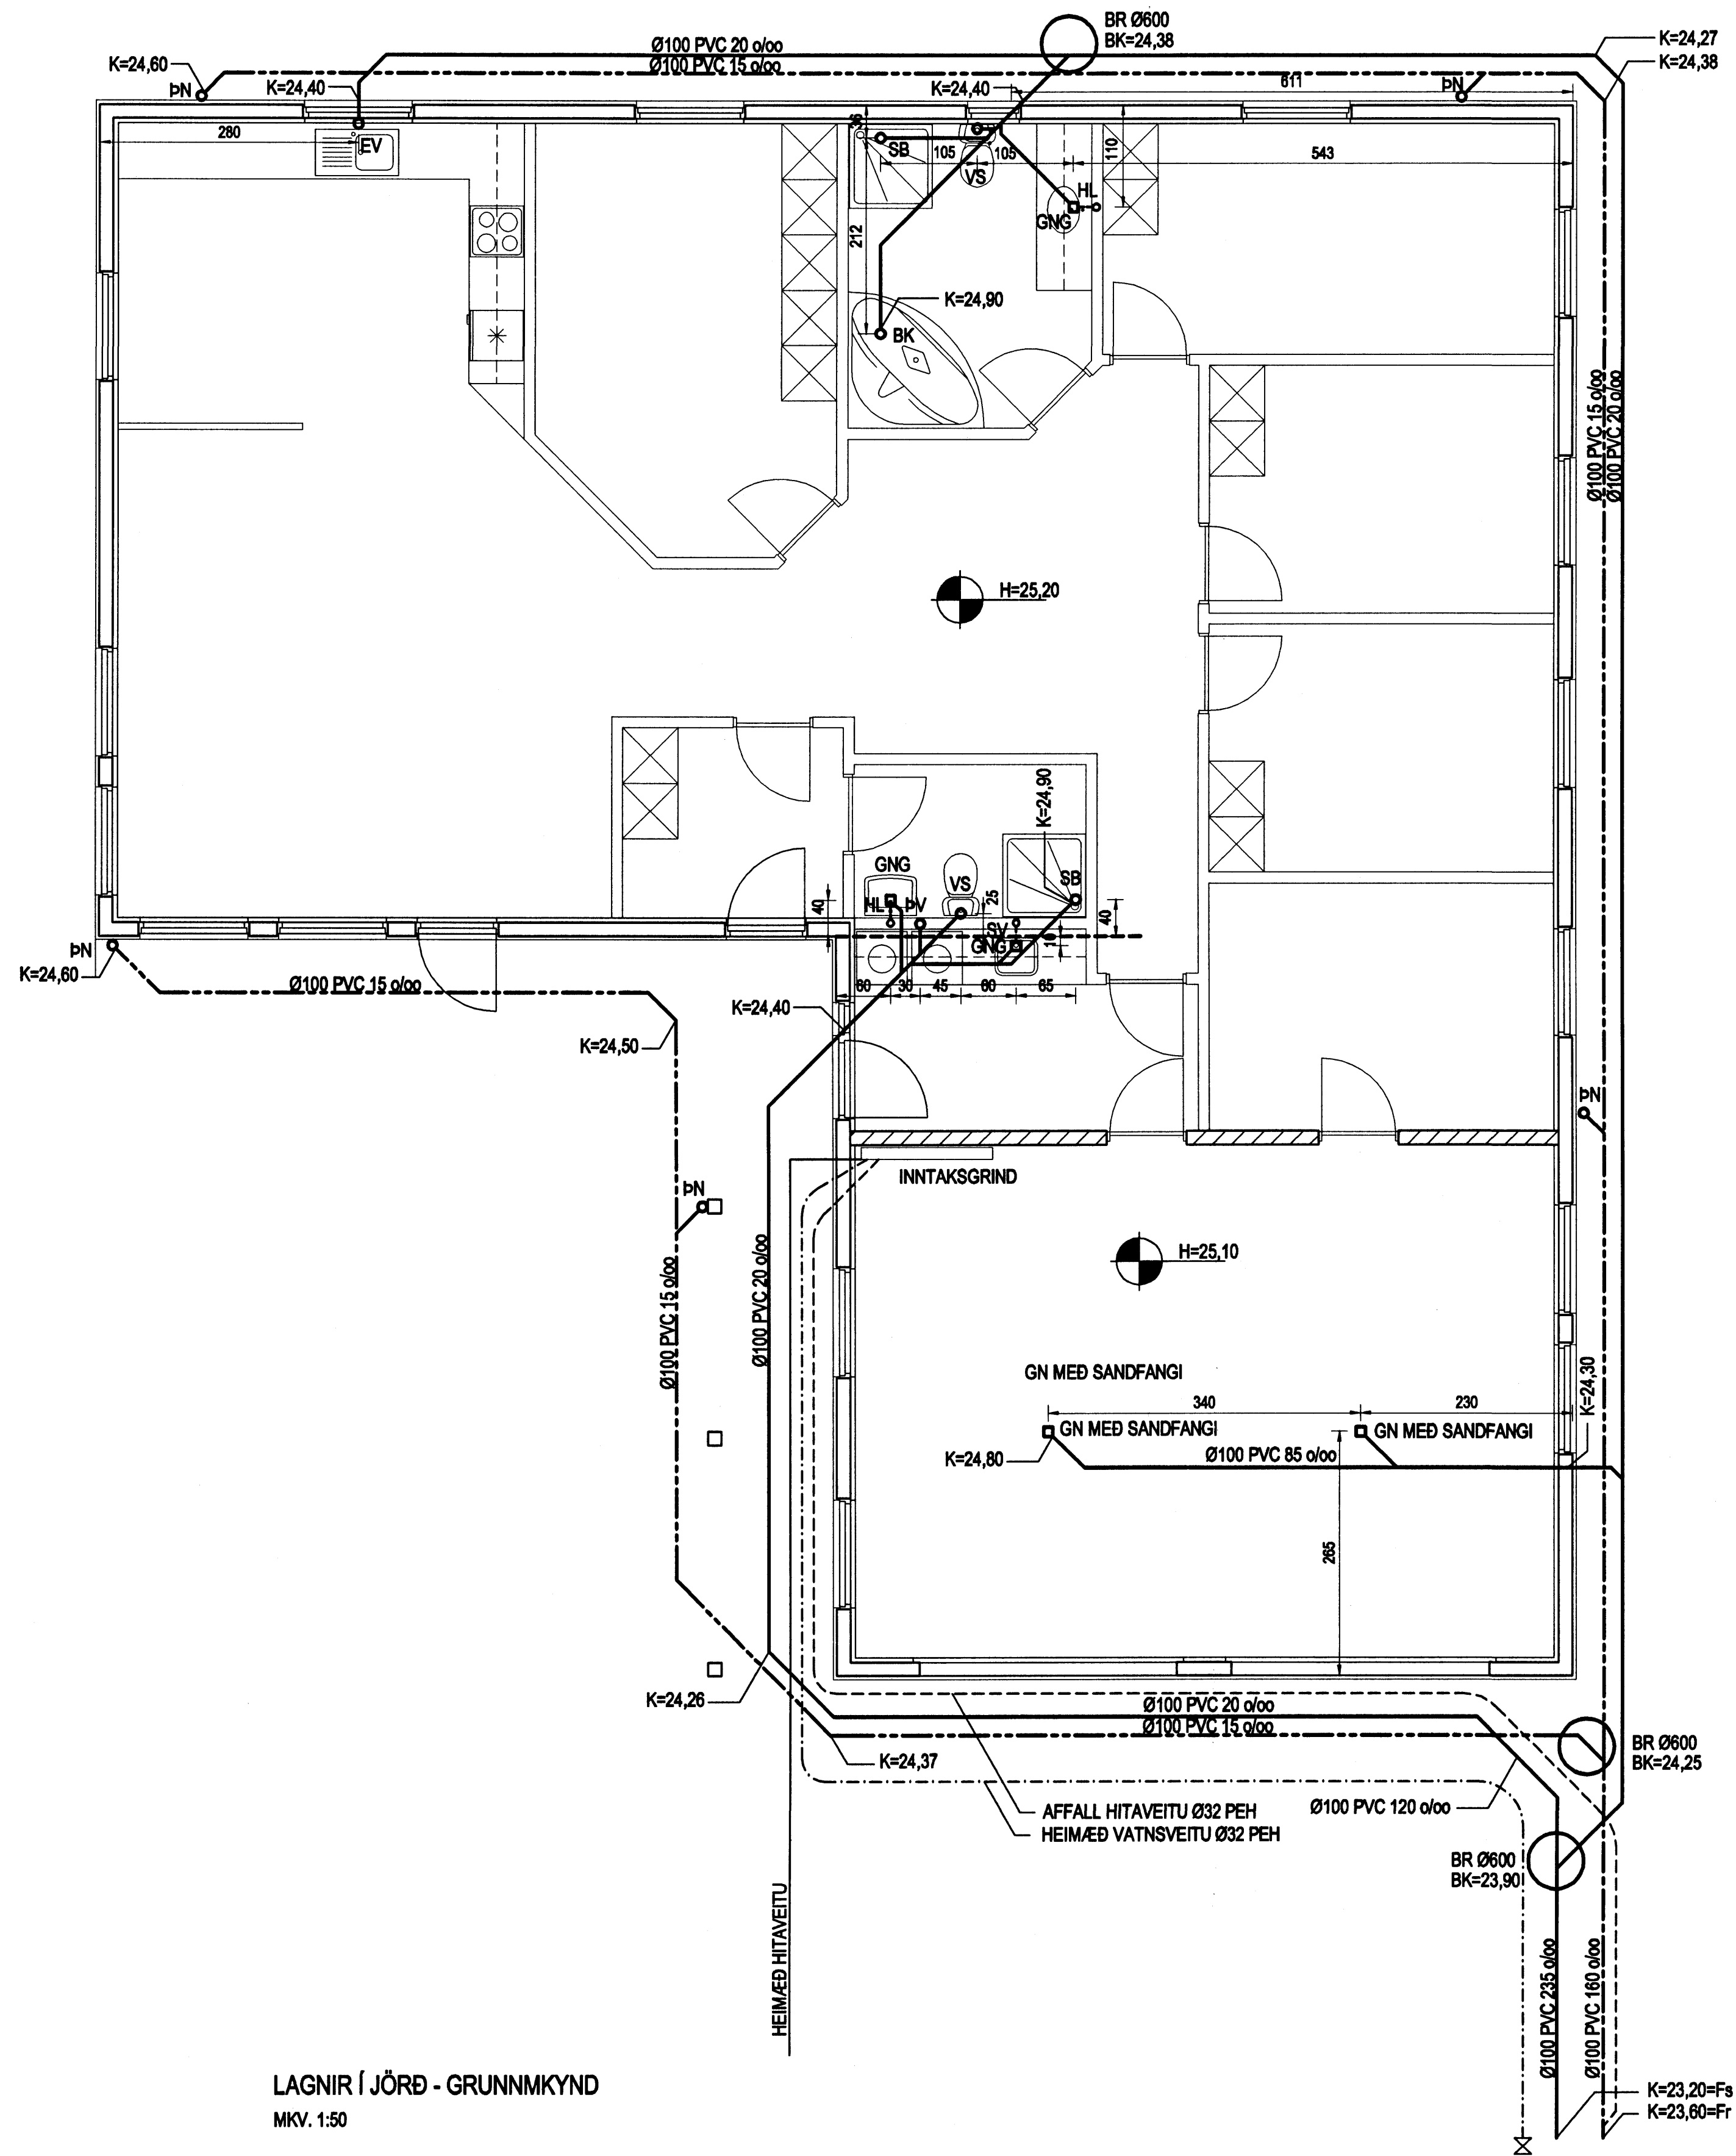 BR Ø600
BK=24,38
K=24,27
K=24,38
Ø100 PVC 20 o/oo
Ø100 PVC 15 o/oo
K=24,60
ÞN
K=24,40
K=24,40
611
ÞN
280
EV
36
SB
105
105
VS
110
543
HL
GNG
212
K=24,90
BK
Ø100 PVC 15 o/oo
Ø100 PVC 20 o/oo
H=25,20
K=24,90
GNG
VS
SB
25
HL
ÞV
SV
40
40
GNG
10
60
30
45
60
65
ÞN
K=24,60
Ø100 PVC 15 o/oo
K=24,50
K=24,40
ÞN
ÞN
INNTAKSGRIND
H=25,10
Ø100 PVC 15 o/oo
Ø100 PVC 20 o/oo
GN MEÐ SANDFANGI
340
230
K=24,30
GN MEÐ SANDFANGI
GN MEÐ SANDFANGI
K=24,80
Ø100 PVC 85 o/oo
265
K=24,26
Ø100 PVC 20 o/oo
Ø100 PVC 15 o/oo
K=24,37
BR Ø600
BK=24,25
AFFALL HITAVEITU Ø32 PEH
HEIMÆÐ VATNSVEITU Ø32 PEH
Ø100 PVC 120 o/oo
BR Ø600
BK=23,90
HEIMÆÐ HITAVEITU
Ø100 PVC 235 o/oo
Ø100 PVC 160 o/oo
LAGNIR Í JÖRÐ - GRUNNMKYND
MKV. 1:50
K=23,20=Fs
K=23,60=Fr